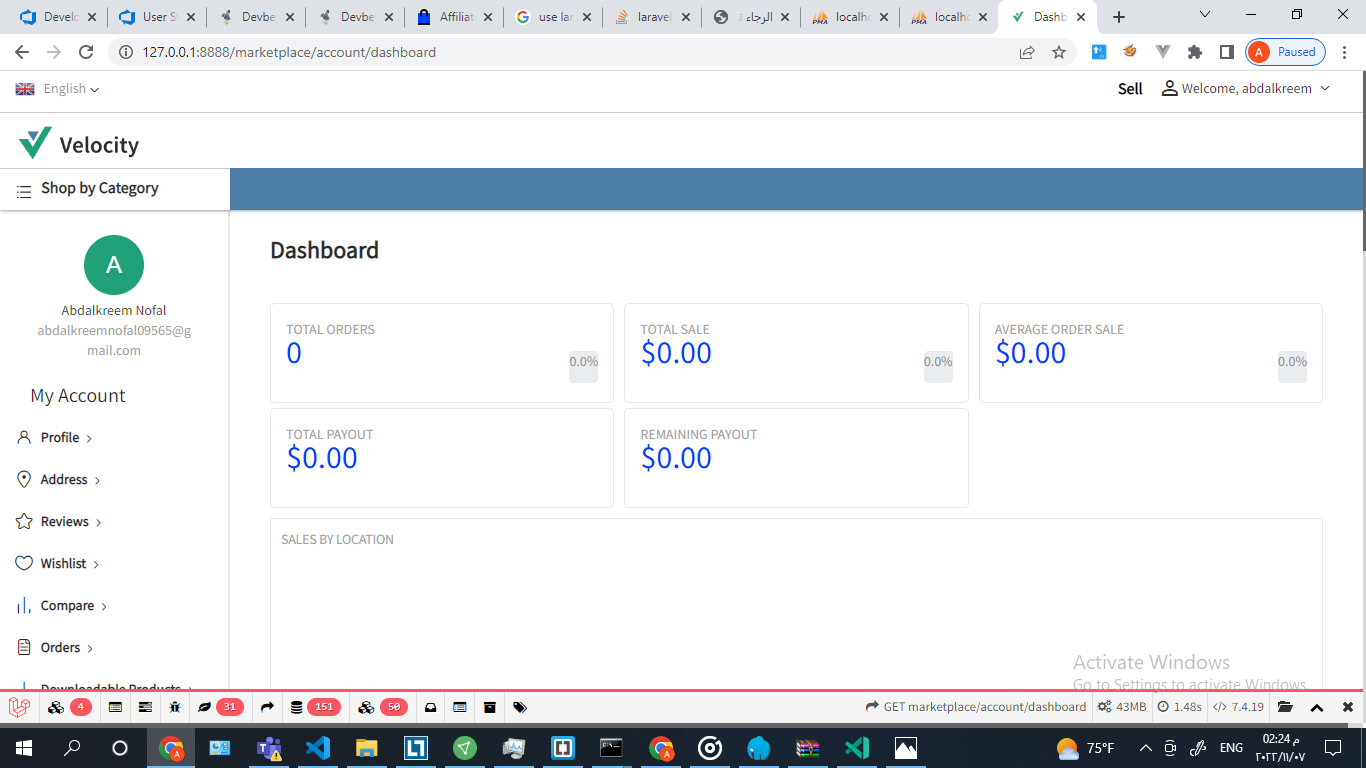 Develo
User S
Devbe
Devbe
Affiliat
use lar
laravel
الرجاء
localho
localho
Dashb
127.0.0.1:8888/marketplace/account/dashboard
A Paused
English
Sell
Welcome, abdalkreem
Velocity
Shop by Category
A
Abdalkreem Nofal
abdalkreemnofal09565@g
mail.com
My Account
Profile
Address
Reviews
Wishlist
Compare
Orders
Downloadable Products
Dashboard
TOTAL ORDERS
0
0.0%
TOTAL SALE
$0.00
0.0%
AVERAGE ORDER SALE
$0.00
0.0%
TOTAL PAYOUT
$0.00
REMAINING PAYOUT
$0.00
SALES BY LOCATION
Activate Windows
Go to Settings to activate Windows.
4 31 151 50 GET marketplace/account/dashboard 43MB 1.48s 7.4.19
75°F ENG
02:24 م
٢٠٢٢/١١/٠٧